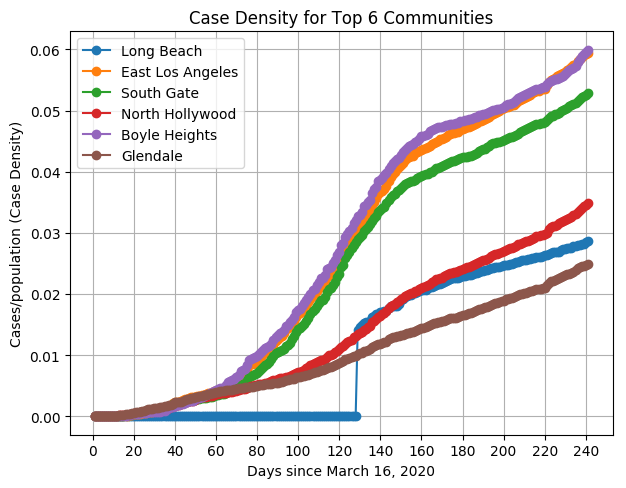 Case Density for Top 6 Communities
Long Beach
East Los Angeles
South Gate
North Hollywood
Boyle Heights
Glendale
Cases/population (Case Density)
0.06
0.05
0.04
0.03
0.02
0.01
0.00
0 20 40 60 80 100 120 140 160 180 200 220 240
Days since March 16, 2020